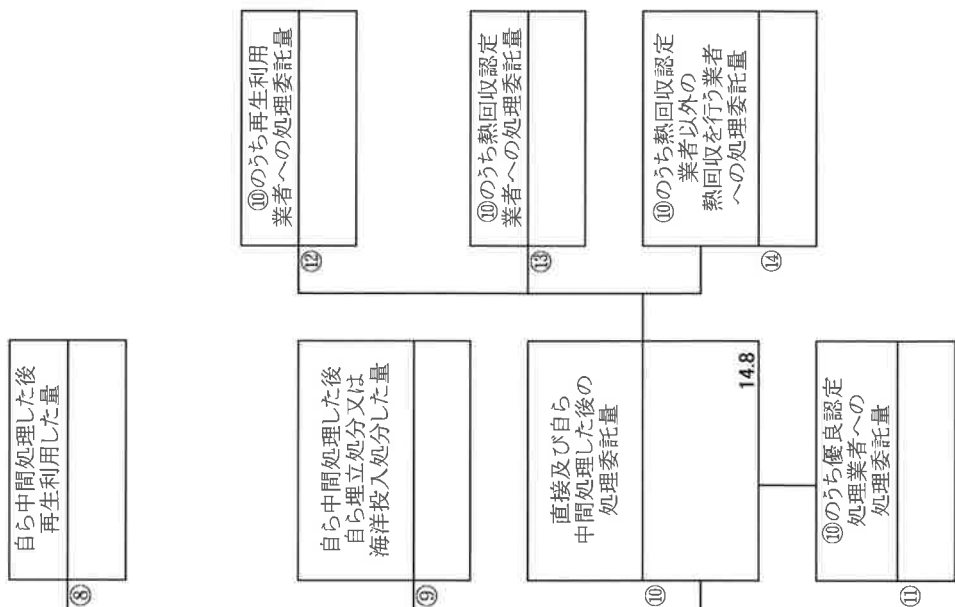 ⑧
自ら中間処理した後
再生利用した量
⑨
自ら中間処理した後
自ら埋立処分又は
海洋投入処分した量
⑩
直接及び自ら
中間処理した後の
処理委託量
14.8
⑪
⑩のうち優良認定
処理業者への
処理委託量
⑫
⑩のうち再生利用
業者への処理委託量
⑬
⑩のうち熱回収認定
業者への処理委託量
⑭
⑩のうち熱回収認定
業者以外の
熱回収を行う業者
への処理委託量